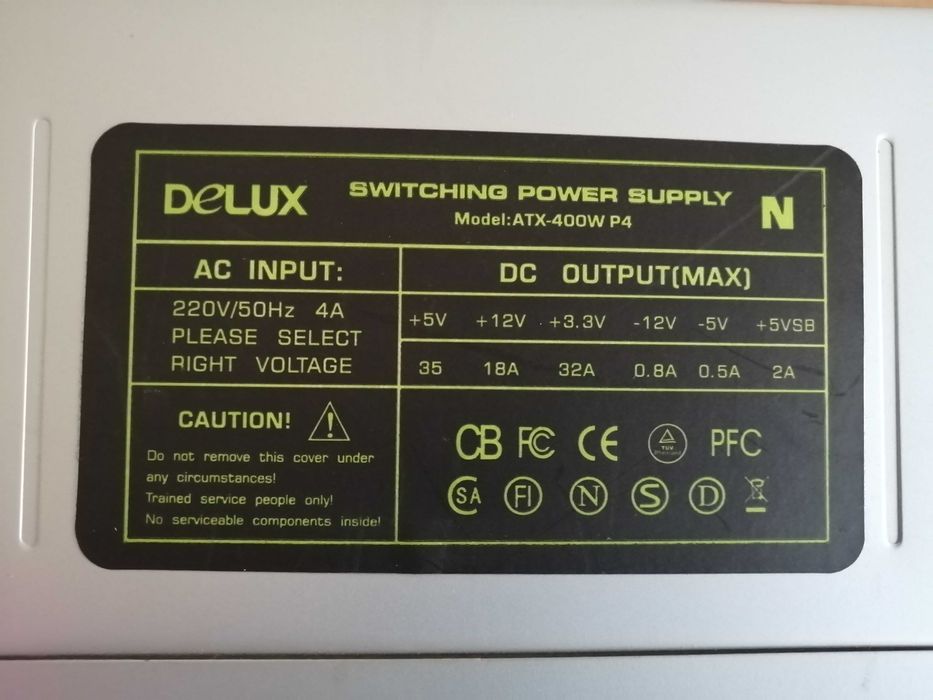 DeLUX
SWITCHING POWER SUPPLY
Model:ATX-400W P4
N
AC INPUT:
220V/50Hz 4A
PLEASE SELECT
RIGHT VOLTAGE
DC OUTPUT(MAX)
+5V +12V +3.3V -12V -5V +5VSB
35 18A 32A 0.8A 0.5A 2A
CAUTION!
Do not remove this cover under
any circumstances!
Trained service people only!
No serviceable components inside!
CB FC CE TUV PFC
SA FI N S D